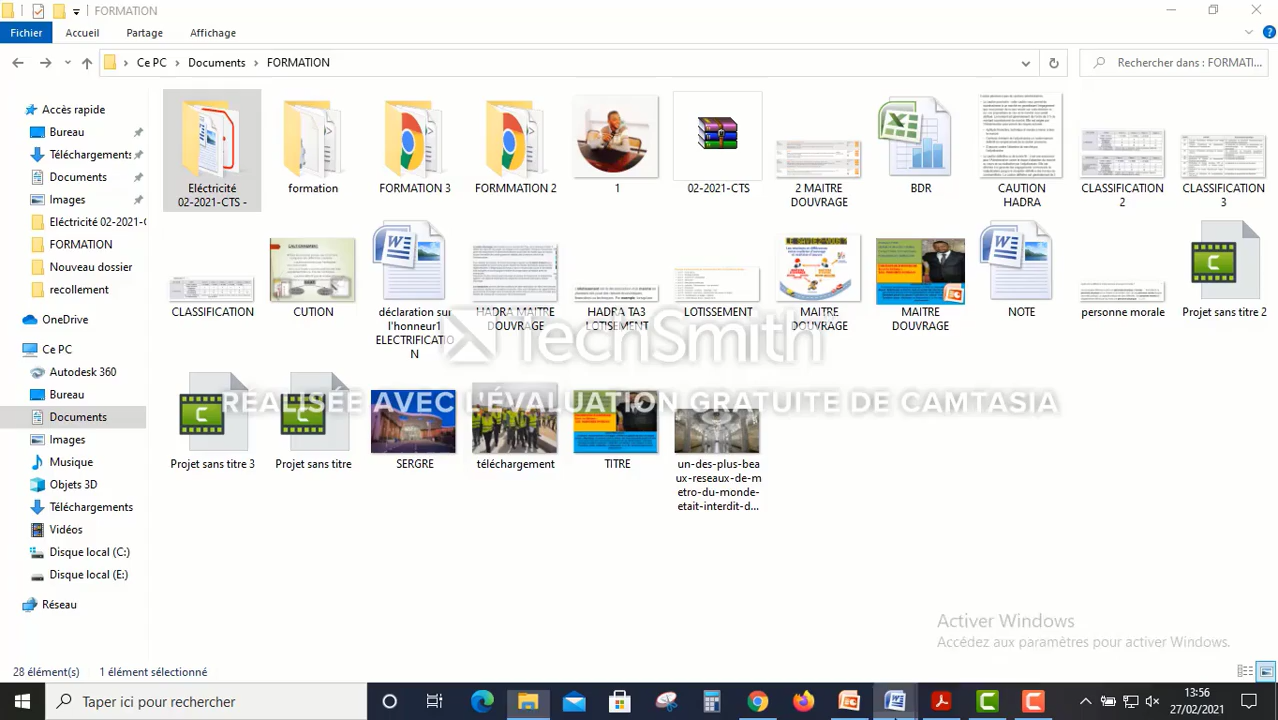 FORMATION
Fichier
Accueil
Partage
Affichage
Ce PC
Documents
FORMATION
Rechercher dans : FORMATI...
Accès rapide
Bureau
Téléchargements
Documents
Images
Eléctricité 02-2021-C
FORMATION
Nouveau dossier
recollement
OneDrive
Ce PC
Autodesk 360
Bureau
Documents
Images
Musique
Objets 3D
Téléchargements
Vidéos
Disque local (C:)
Disque local (E:)
Réseau
Eléctricité
02-2021-CTS -
formation
FORMATION 3
FORMMATION 2
1
02-2021-CTS
2 MAITRE
DOUVRAGE
BDR
CAUTION
HADRA
CLASSIFICATION
2
CLASSIFICATION
3
CLASSIFICATION
CUTION
déclaration sur
l'honneur
ELECTRIFICATIO
N
HADRA MAITRE
DOUVRAGE
HADRA TA3
LOTISEMENT
LOTISSEMENT
MAITRE
DOUVRAGE
MAITRE
DOUVRAGE
NOTE
personne morale
Projet sans titre 2
TechSmith
RÉALISÉE AVEC L'ÉVALUATION GRATUITE DE CAMTASIA
Projet sans titre 3
Projet sans titre
SERGRE
téléchargement
TITRE
un-des-plus-bea
ux-reseaux-de-m
etro-du-monde-
etait-interdit-d...
Activer Windows
Accédez aux paramètres pour activer Windows.
28 élément(s)
1 élément sélectionné
Taper ici pour rechercher
13:56
27/02/2021